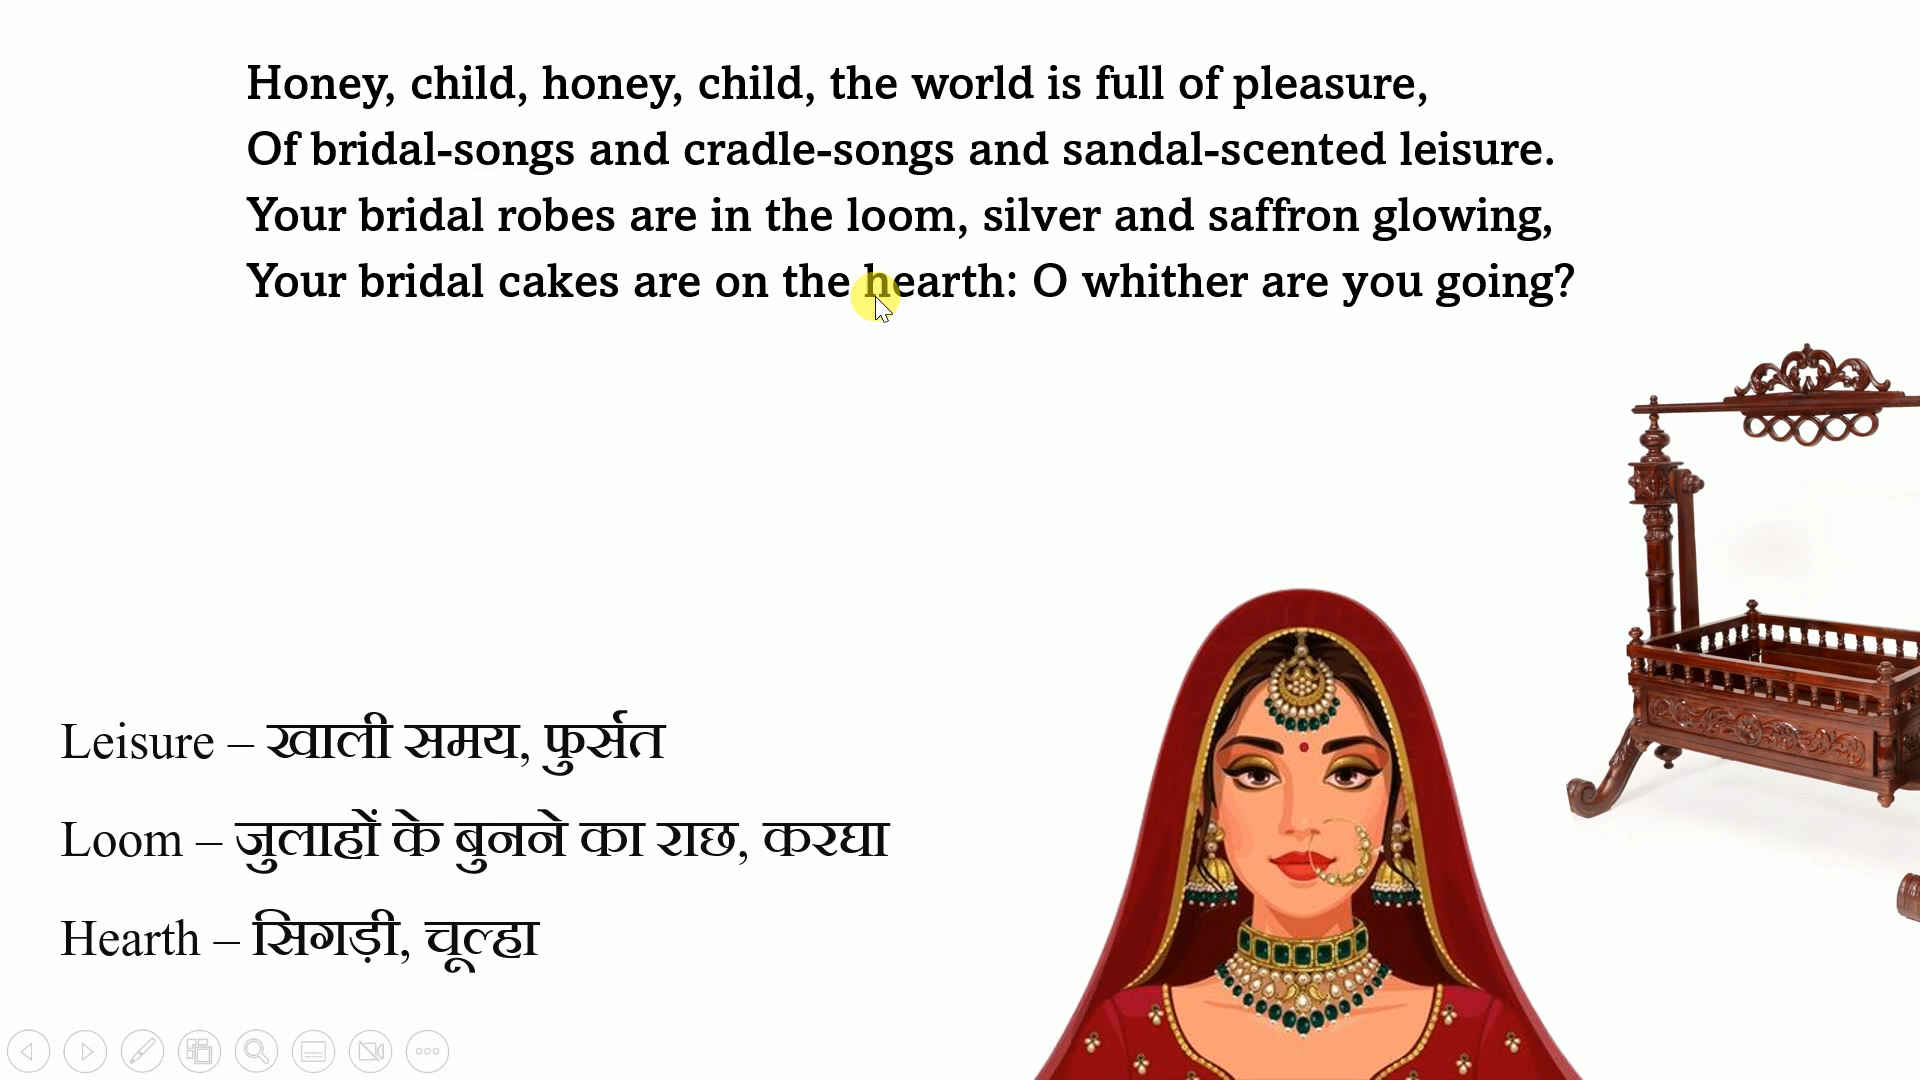 Honey, child, honey, child, the world is full of pleasure,
Of bridal-songs and cradle-songs and sandal-scented leisure.
Your bridal robes are in the loom, silver and saffron glowing,
Your bridal cakes are on the hearth: O whither are you going?
Leisure – खाली समय, फुर्सत
Loom – जुलाहों के बुनने का राछ, करघा
Hearth – सिगड़ी, चूल्हा